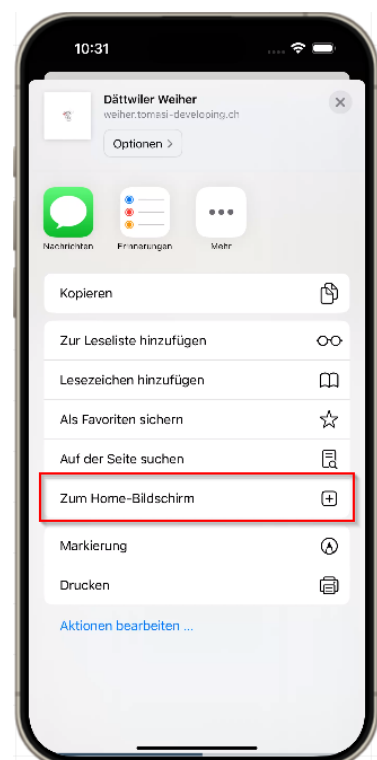 10:31
Dättwiler Weiher
weiher.tomasi-developing.ch
Optionen >
Nachrichten
Erinnerungen
Mehr
Kopieren
Zur Leseliste hinzufügen
Lesezeichen hinzufügen
Als Favoriten sichern
Auf der Seite suchen
Zum Home-Bildschirm
Markierung
Drucken
Aktionen bearbeiten ...